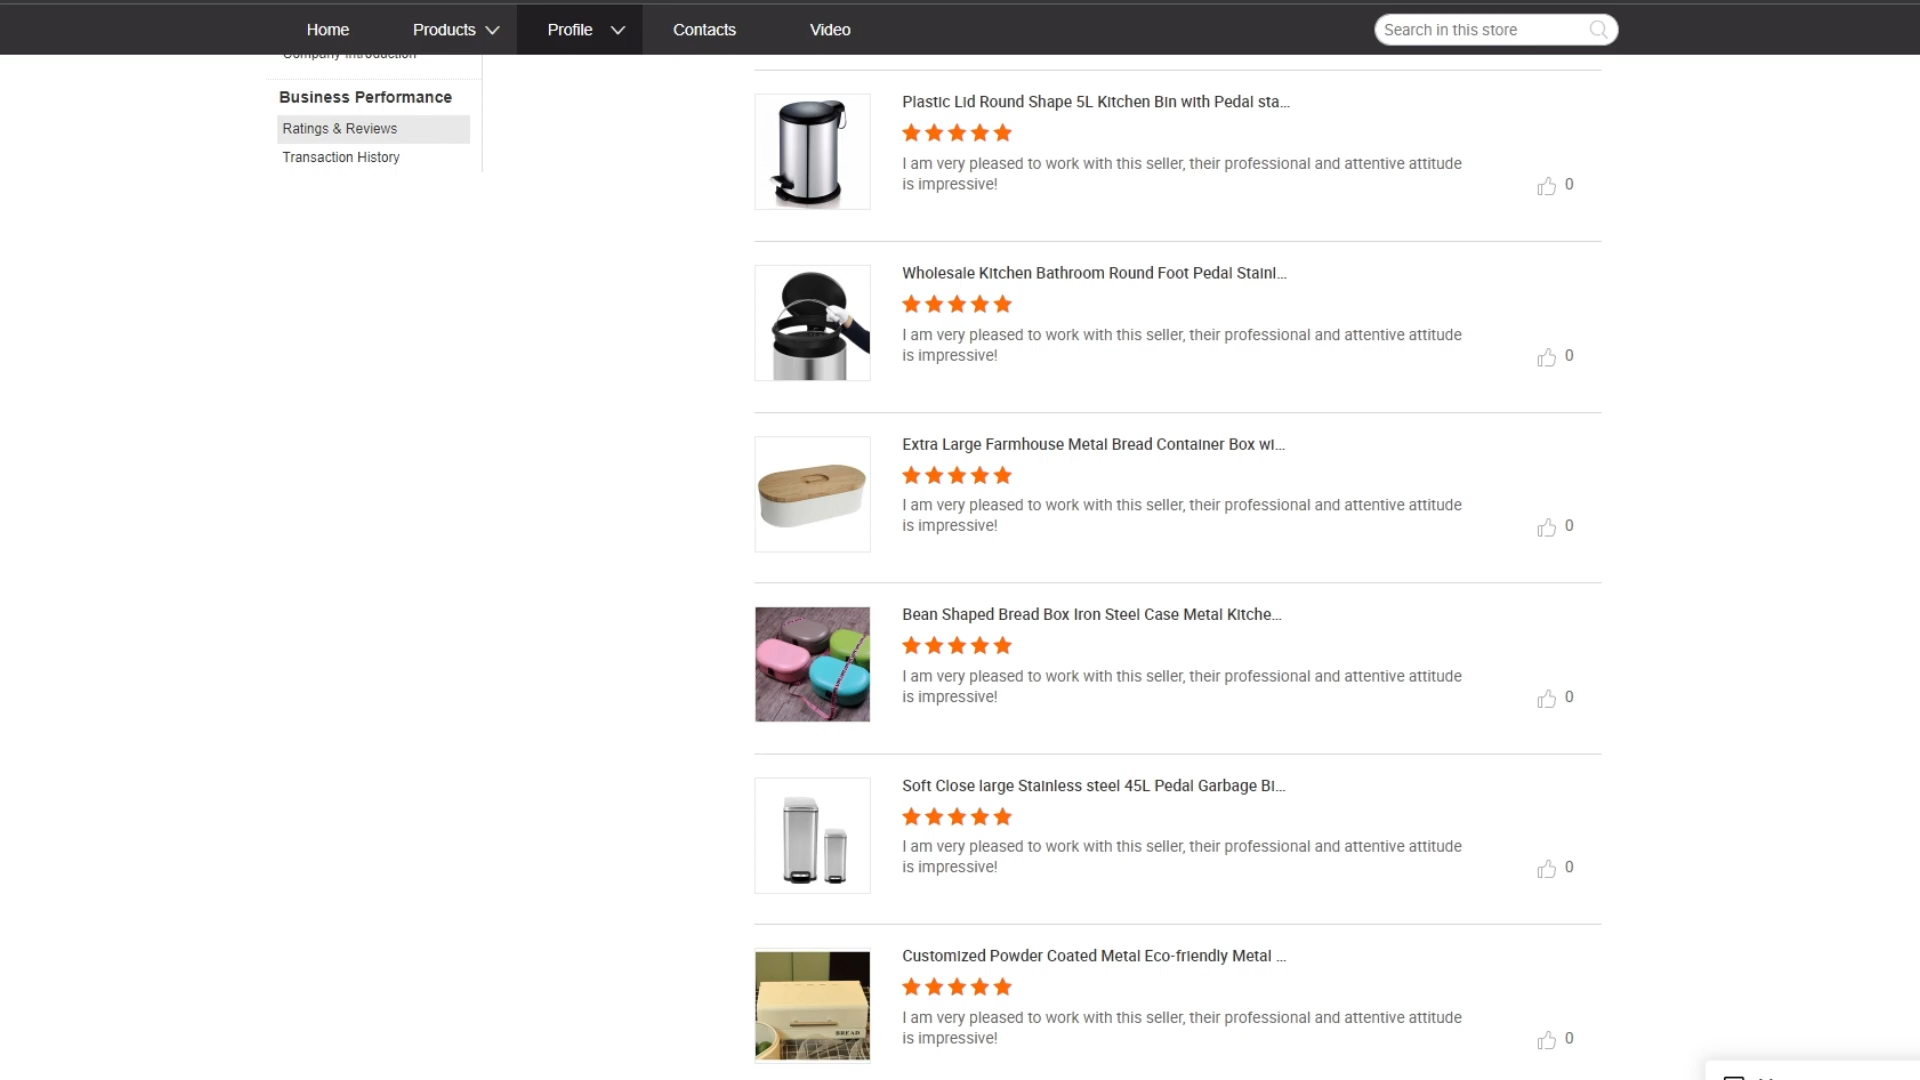 Home Products Profile Contacts Video Search in this store
Company Introduction
Business Performance
Ratings & Reviews
Transaction History
Plastic Lid Round Shape 5L Kitchen Bin with Pedal sta...
I am very pleased to work with this seller, their professional and attentive attitude
is impressive!
0
Wholesale Kitchen Bathroom Round Foot Pedal Stainl...
I am very pleased to work with this seller, their professional and attentive attitude
is impressive!
0
Extra Large Farmhouse Metal Bread Container Box wi...
I am very pleased to work with this seller, their professional and attentive attitude
is impressive!
0
Bean Shaped Bread Box Iron Steel Case Metal Kitche...
I am very pleased to work with this seller, their professional and attentive attitude
is impressive!
0
Soft Close large Stainless steel 45L Pedal Garbage Bi...
I am very pleased to work with this seller, their professional and attentive attitude
is impressive!
0
Customized Powder Coated Metal Eco-friendly Metal ...
I am very pleased to work with this seller, their professional and attentive attitude
is impressive!
0
BREAD